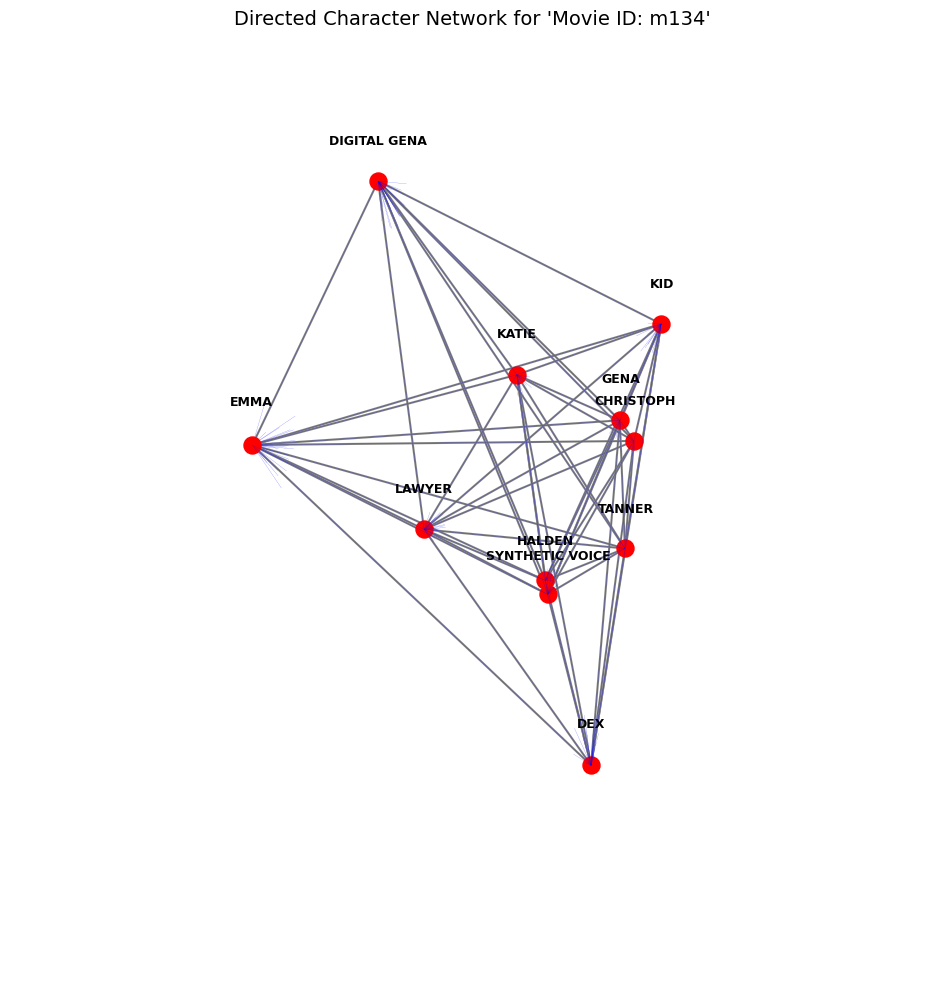 Directed Character Network for 'Movie ID: m134'
DIGITAL GENA
KID
KATIE
GENA
CHRISTOPH
EMMA
LAWYER
TANNER
HALDEN
SYNTHETIC VOICE
DEX